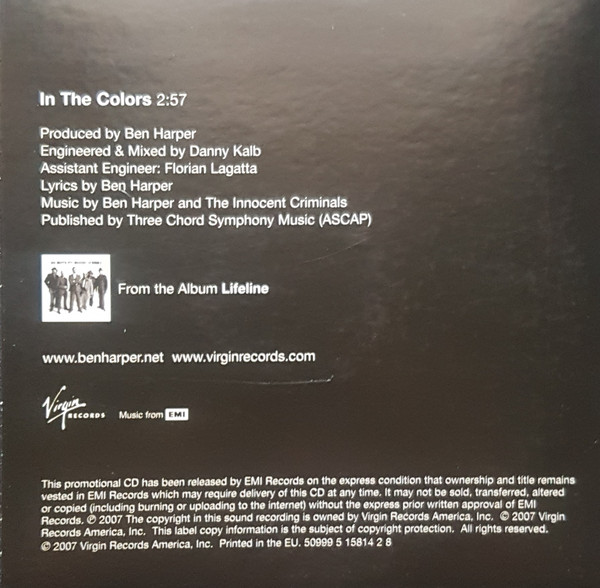 In The Colors 2:57
Produced by Ben Harper
Engineered & Mixed by Danny Kalb
Assistant Engineer: Florian Lagatta
Lyrics by Ben Harper
Music by Ben Harper and The Innocent Criminals
Published by Three Chord Symphony Music (ASCAP)
From the Album Lifeline
www.benharper.net www.virginrecords.com
Virgin RECORDS Music from EMI
This promotional CD has been released by EMI Records on the express condition that ownership and title remains
vested in EMI Records which may require delivery of this CD at any time. It may not be sold, transferred, altered
or copied (including burning or uploading to the internet) without the express prior written approval of EMI
Records. ℗ 2007 The copyright in this sound recording is owned by Virgin Records America, Inc. © 2007 Virgin
Records America, Inc. This label copy information is the subject of copyright protection. All rights reserved.
© 2007 Virgin Records America, Inc. Printed in the EU. 50999 5 15814 2 8